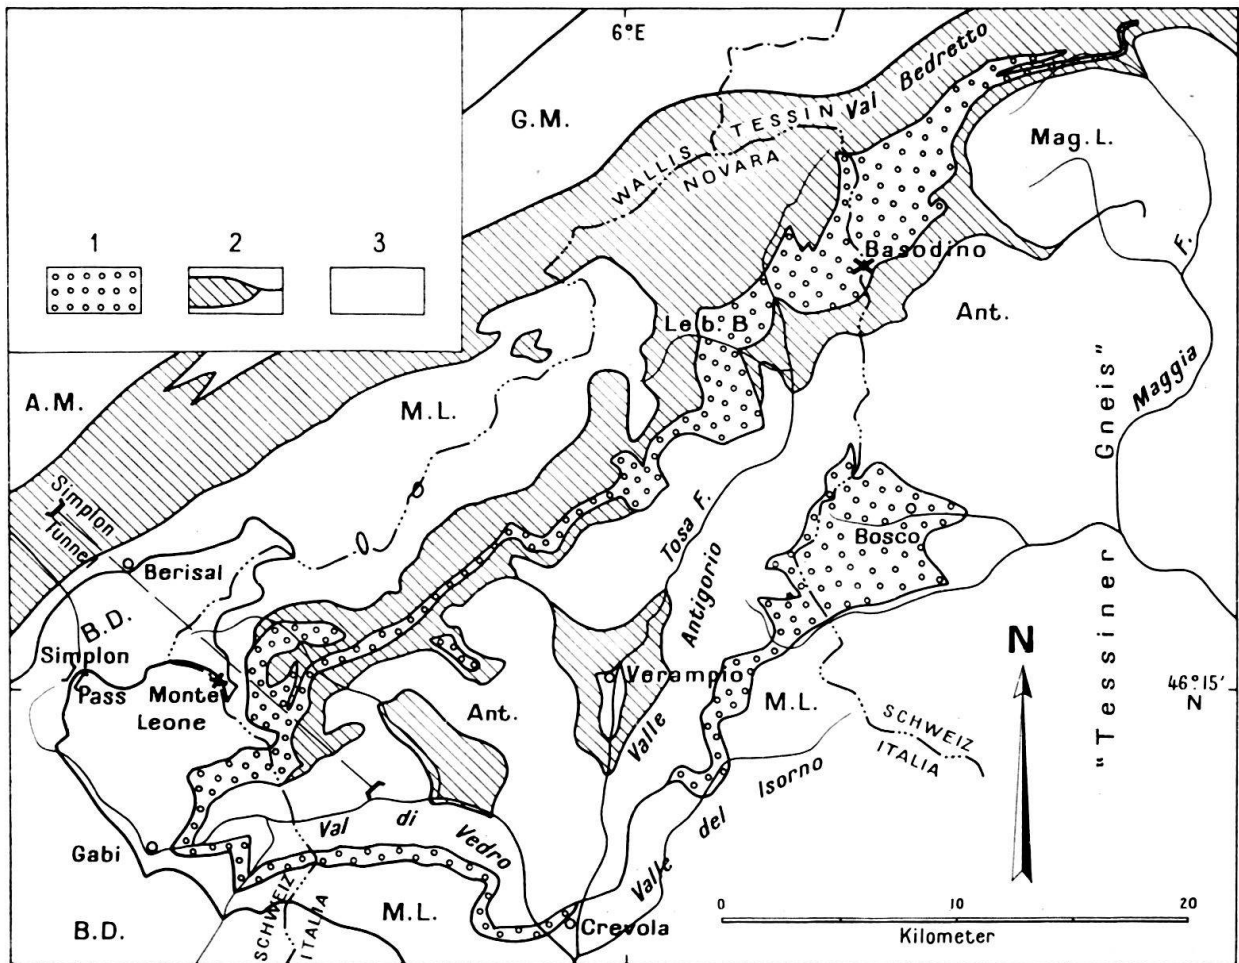 6°E
Val Bedretto
G.M.
WALLIS
TESSIN
NOVARA
Mag. L.
1
2
3
Basodino
F.
Leb. B
Ant.
A.M.
M.L.
Maggia
"Tessiner Gneis"
Simplon
Tunnel
Tosa F.
Bosco
Berisal
Antigorio
N
B.D.
Simplon
Pass
Monte
Leone
Verampio
46°15'
N
Ant.
M.L.
SCHWEIZ
ITALIA
Valle
Isorno
Val di Vedro
del
Gabi
Valle
0 10 20
Kilometer
SCHWEIZ
ITALIA
M.L.
Crevola
B.D.